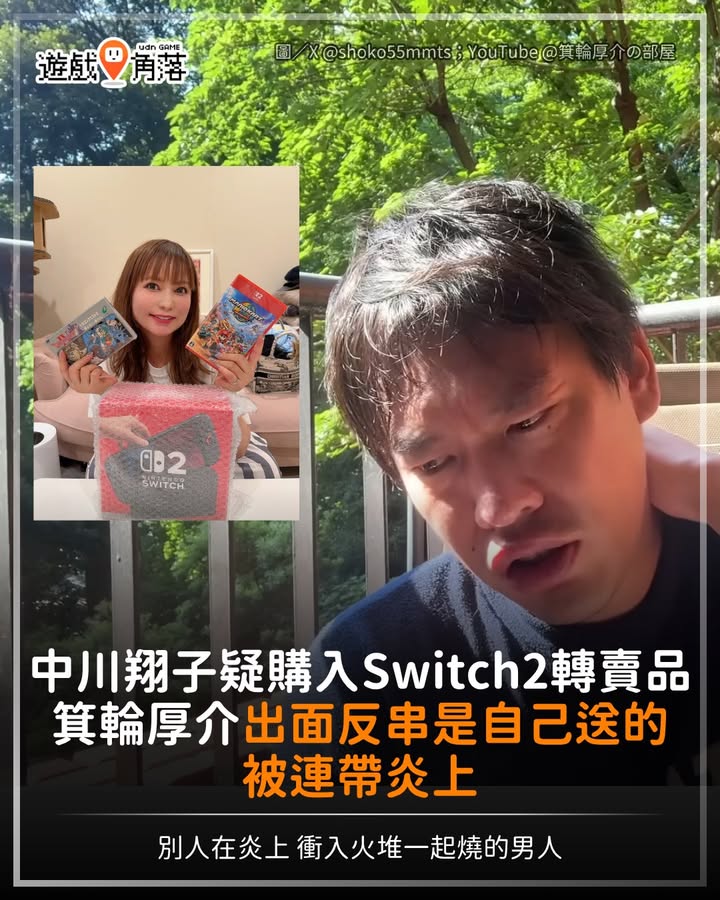 遊戲角落
udn GAME
圖／X @shoko55mmts；YouTube @箕輪厚介の部屋
2
NINTENDO
SWITCH
中川翔子疑購入Switch2轉賣品
箕輪厚介出面反串是自己送的
被連帶炎上
別人在炎上 衝入火堆一起燒的男人